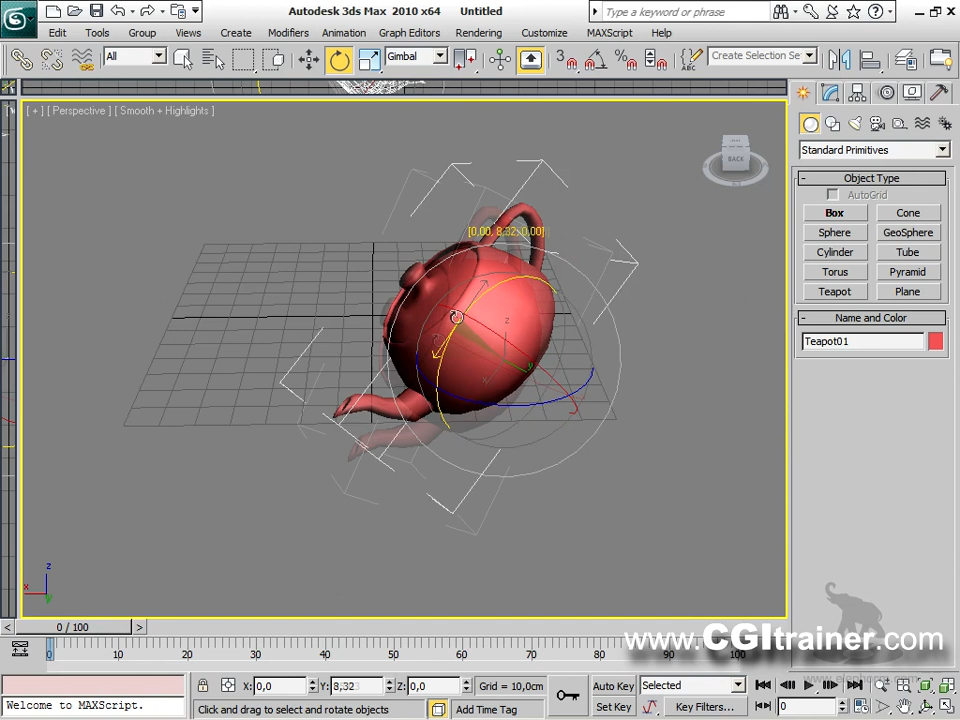 Autodesk 3ds Max 2010 x64 Untitled
Type a keyword or phrase
Edit Tools Group Views Create Modifiers Animation Graph Editors Rendering Customize MAXScript Help
All
Gimbal
Create Selection Se
[ + ] [ Perspective ] [ Smooth + Highlights ]
BACK
Standard Primitives
- Object Type
AutoGrid
Box Cone
Sphere GeoSphere
Cylinder Tube
Torus Pyramid
Teapot Plane
- Name and Color
Teapot01
[0,00, 8,32, 0,00]
z
y
z
x
y
< 0 / 100 >
0 10 20 30 40 50 60 70 80 90 100
www.CGItrainer.com
X: 0,0 Y: 8,32 Z: 0,0 Grid = 10,0cm
Auto Key Selected
Welcome to MAXScript.
Click and drag to select and rotate objects
Add Time Tag
Set Key Key Filters...
0